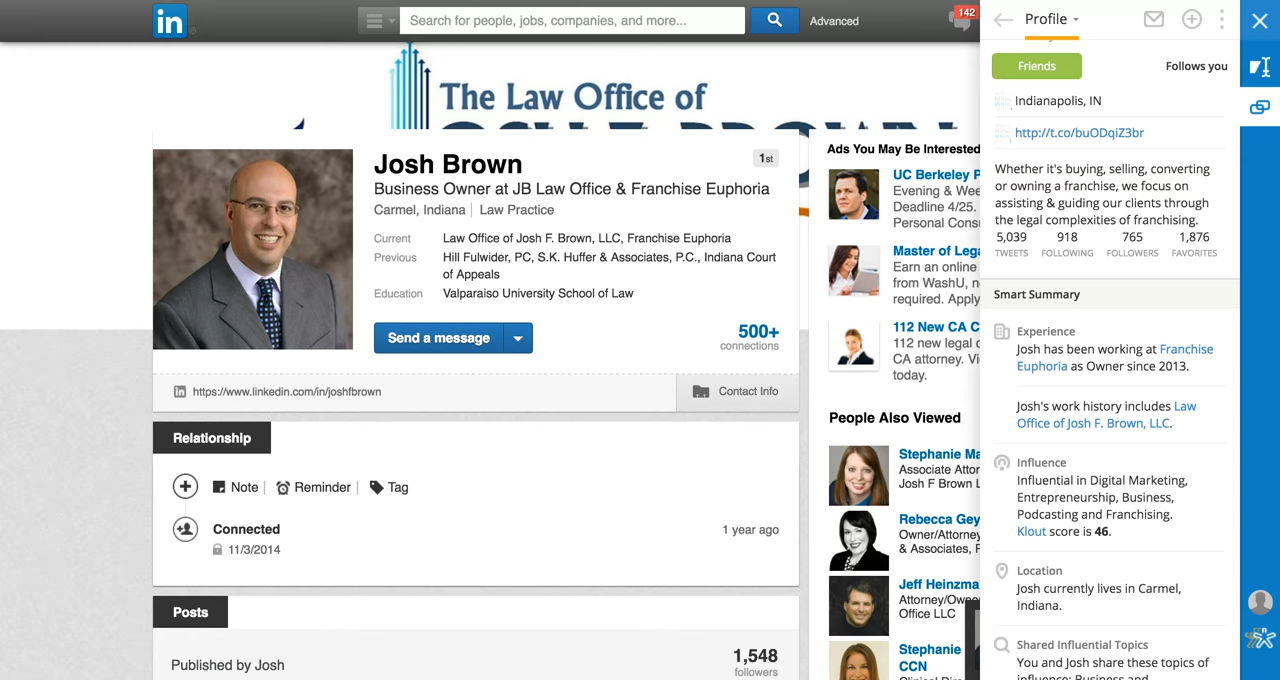 in
Search for people, jobs, companies, and more...
Advanced
142
The Law Office of
Josh Brown
1st
Business Owner at JB Law Office & Franchise Euphoria
Carmel, Indiana
Law Practice
Current
Law Office of Josh F. Brown, LLC, Franchise Euphoria
Previous
Hill Fulwider, PC, S.K. Huffer & Associates, P.C., Indiana Court
of Appeals
Education
Valparaiso University School of Law
Send a message
500+
connections
in
https://www.linkedin.com/in/joshfbrown
Contact Info
Relationship
Note
Reminder
Tag
Connected
1 year ago
11/3/2014
Posts
Published by Josh
1,548
followers
Ads You May Be Interested
UC Berkeley P
Evening & Wee
Deadline 4/25.
Personal Cons
Master of Lega
Earn an online
from WashU, n
required. Apply
112 New CA C
112 new legal
CA attorney. Vi
today.
People Also Viewed
Stephanie Ma
Associate Attor
Josh F Brown L
Rebecca Gey
Owner/Attorney
& Associates, F
Jeff Heinzma
Attorney/Owne
Office LLC
Stephanie
CCN
Clinical Dire
Profile
Friends
Follows you
Indianapolis, IN
http://t.co/buODqiZ3br
Whether it's buying, selling, converting
or owning a franchise, we focus on
assisting & guiding our clients through
the legal complexities of franchising.
5,039
918
765
1,876
TWEETS
FOLLOWING
FOLLOWERS
FAVORITES
Smart Summary
Experience
Josh has been working at Franchise
Euphoria as Owner since 2013.
Josh's work history includes Law
Office of Josh F. Brown, LLC.
Influence
Influential in Digital Marketing,
Entrepreneurship, Business,
Podcasting and Franchising.
Klout score is 46.
Location
Josh currently lives in Carmel,
Indiana.
Shared Influential Topics
You and Josh share these topics of
influence: Business and